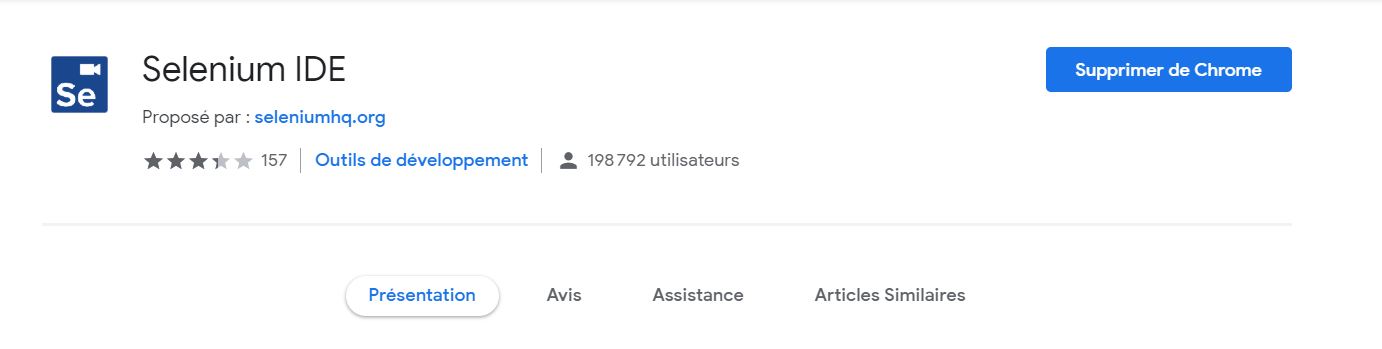 Selenium IDE
Supprimer de Chrome
Se
Proposé par : seleniumhq.org
157 Outils de développement 198 792 utilisateurs
Présentation Avis Assistance Articles Similaires